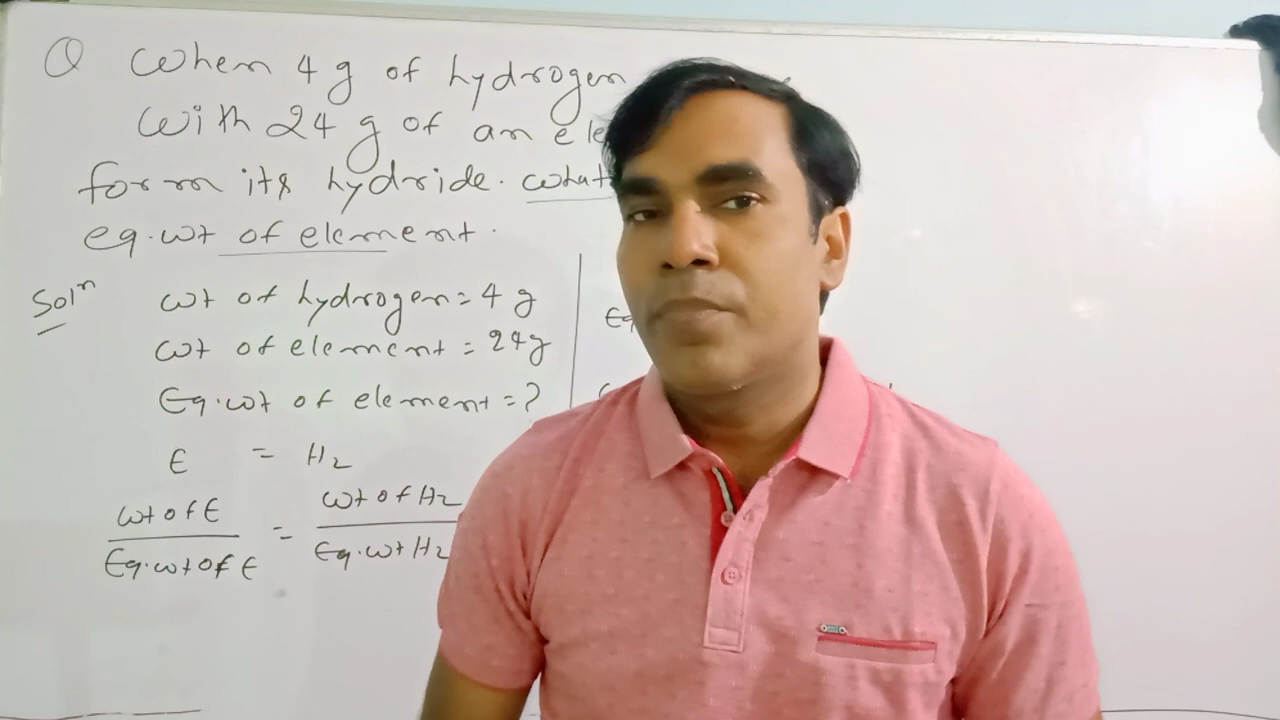 Q When 4 g of hydrogen
with 24 g of an ele
form its hydride. what
eq.wt of element.
Solⁿ
wt of hydrogen = 4 g
wt of element = 24g
Eq.wt of element = ?
E = H2
wt of E = wt of H2
Eq.wt of E Eq.wt H2
Eq